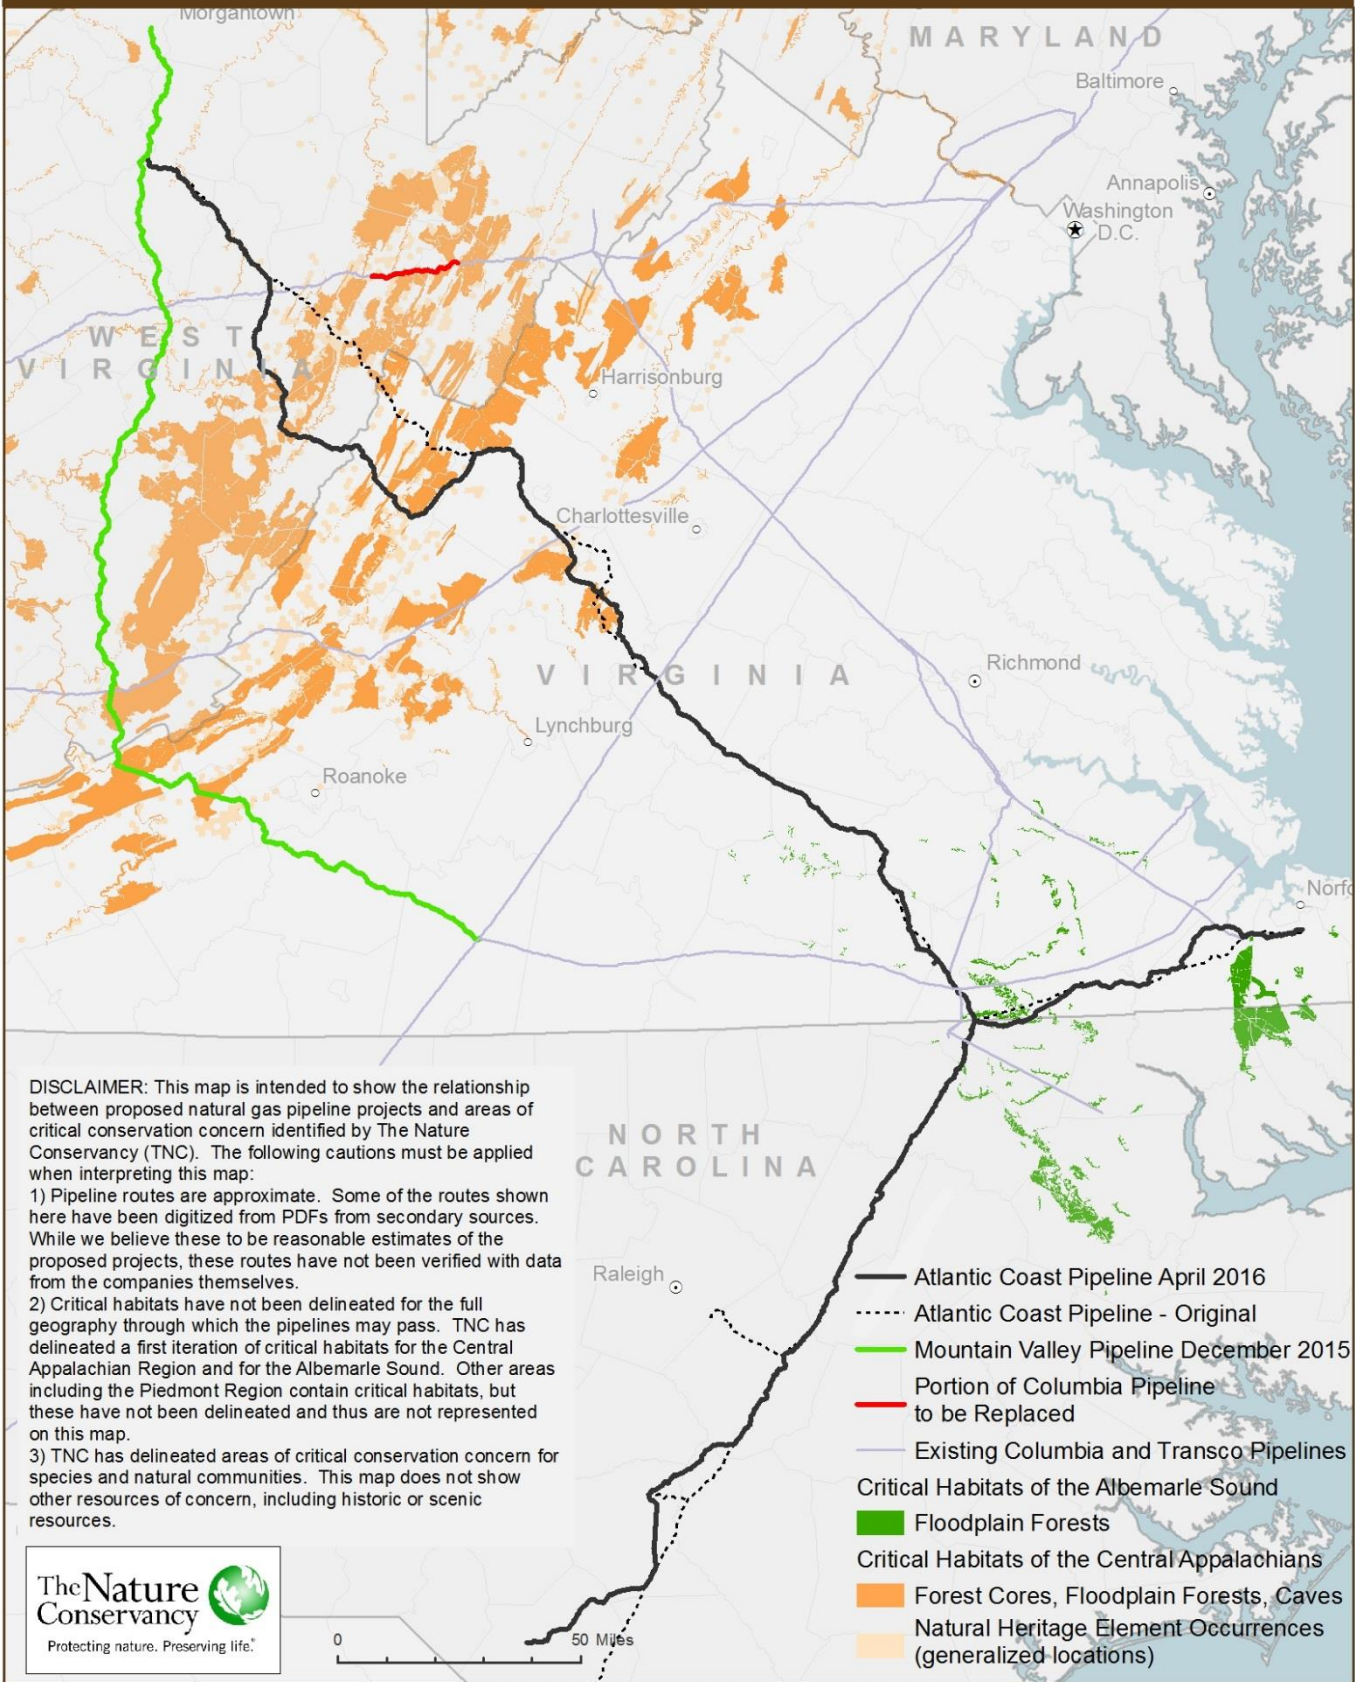 Morgantown
MARYLAND
Baltimore
Annapolis
Washington
D.C.
WEST
VIRGINIA
Harrisonburg
Charlottesville
VIRGINIA
Richmond
Lynchburg
Roanoke
Norfo
NORTH
CAROLINA
Raleigh
DISCLAIMER: This map is intended to show the relationship
between proposed natural gas pipeline projects and areas of
critical conservation concern identified by The Nature
Conservancy (TNC). The following cautions must be applied
when interpreting this map:
1) Pipeline routes are approximate. Some of the routes shown
here have been digitized from PDFs from secondary sources.
While we believe these to be reasonable estimates of the
proposed projects, these routes have not been verified with data
from the companies themselves.
2) Critical habitats have not been delineated for the full
geography through which the pipelines may pass. TNC has
delineated a first iteration of critical habitats for the Central
Appalachian Region and for the Albemarle Sound. Other areas
including the Piedmont Region contain critical habitats, but
these have not been delineated and thus are not represented
on this map.
3) TNC has delineated areas of critical conservation concern for
species and natural communities. This map does not show
other resources of concern, including historic or scenic
resources.
Atlantic Coast Pipeline April 2016
Atlantic Coast Pipeline - Original
Mountain Valley Pipeline December 2015
Portion of Columbia Pipeline
to be Replaced
Existing Columbia and Transco Pipelines
Critical Habitats of the Albemarle Sound
Floodplain Forests
Critical Habitats of the Central Appalachians
Forest Cores, Floodplain Forests, Caves
Natural Heritage Element Occurrences
(generalized locations)
The Nature
Conservancy
Protecting nature. Preserving life.®
0 50 Miles